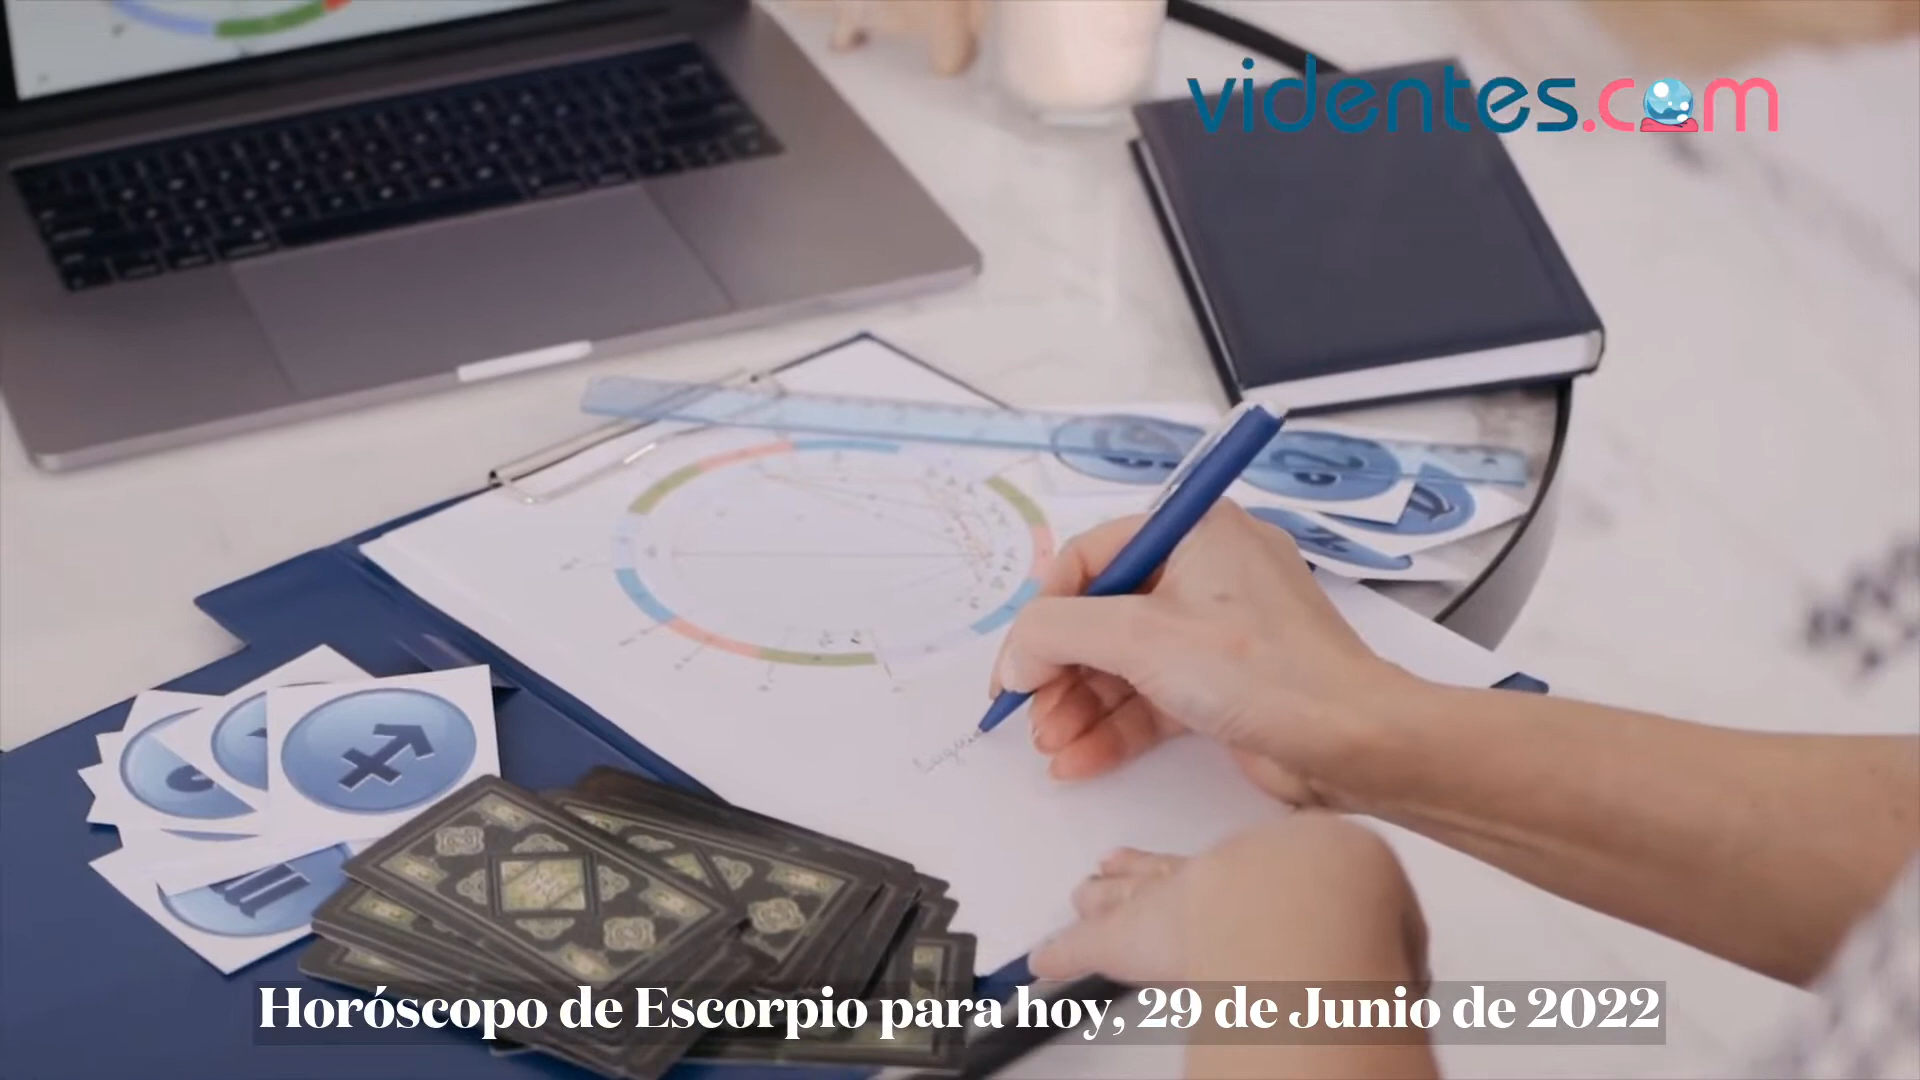 videntes.com
Horóscopo de Escorpio para hoy, 29 de Junio de 2022